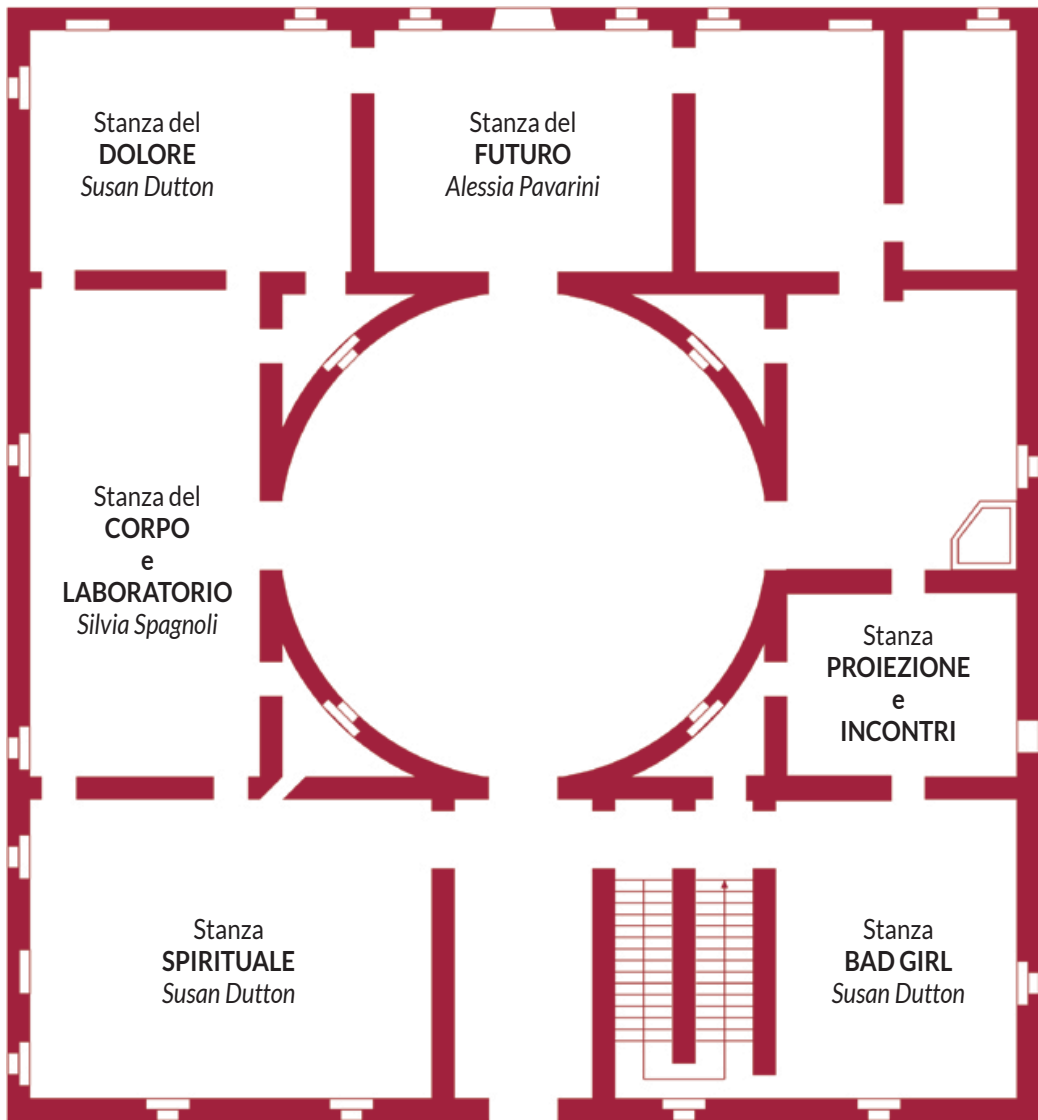 Stanza del
DOLORE
Susan Dutton
Stanza del
FUTURO
Alessia Pavarini
Stanza del
CORPO
e
LABORATORIO
Silvia Spagnoli
Stanza
PROIEZIONE
e
INCONTRI
Stanza
SPIRITUALE
Susan Dutton
Stanza
BAD GIRL
Susan Dutton